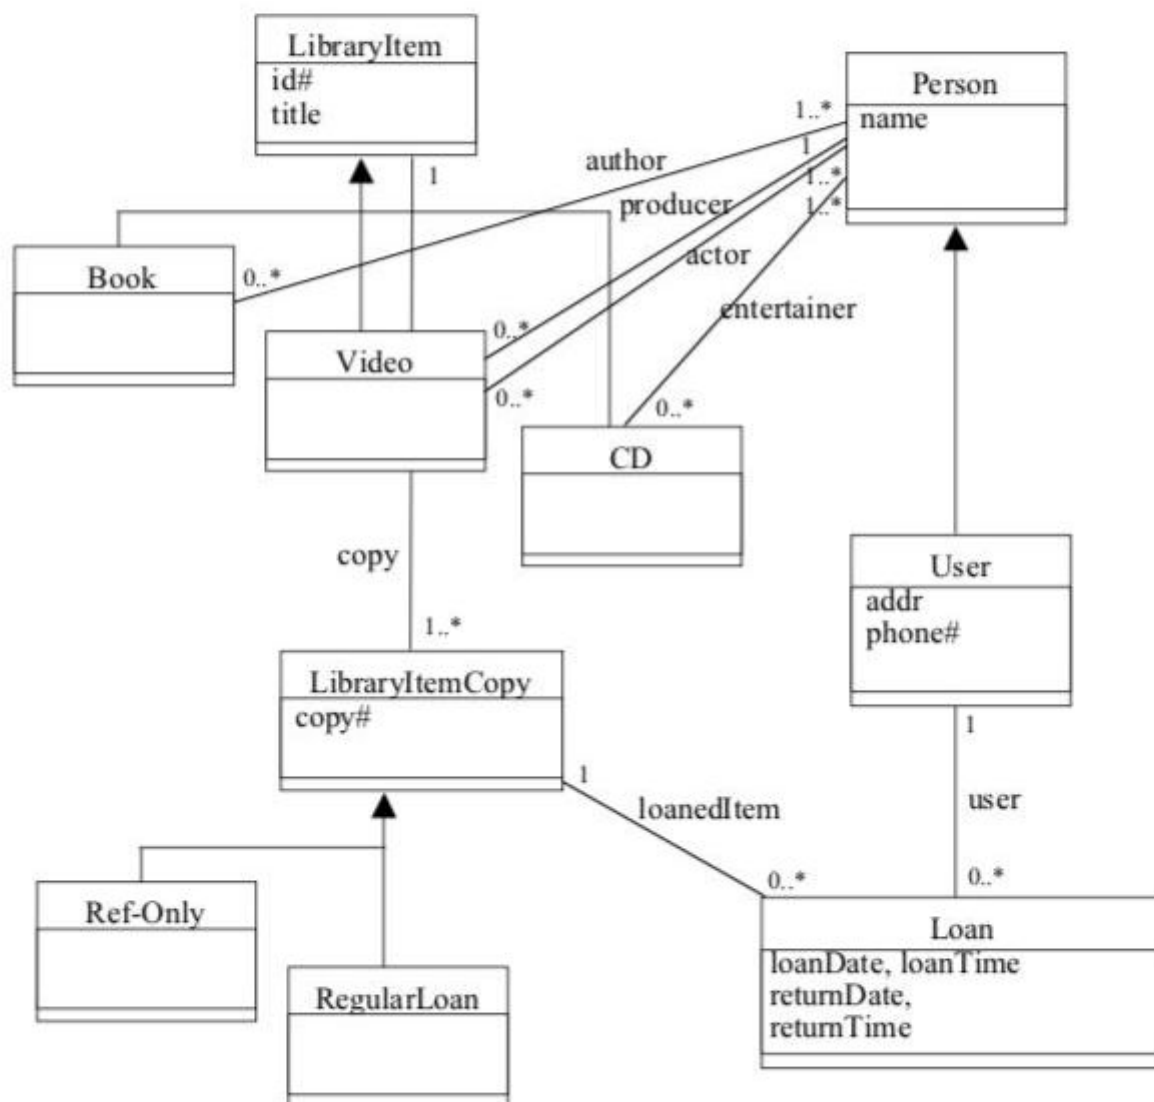 LibraryItem
id#
title
Person
name
1..*
1
1..*
1..*
1
author
producer
actor
entertainer
Book
0..*
Video
0..*
0..*
0..*
CD
copy
1..*
User
addr
phone#
LibraryItemCopy
copy#
1
loanedItem
1
user
0..*
0..*
Ref-Only
RegularLoan
Loan
loanDate, loanTime
returnDate,
returnTime